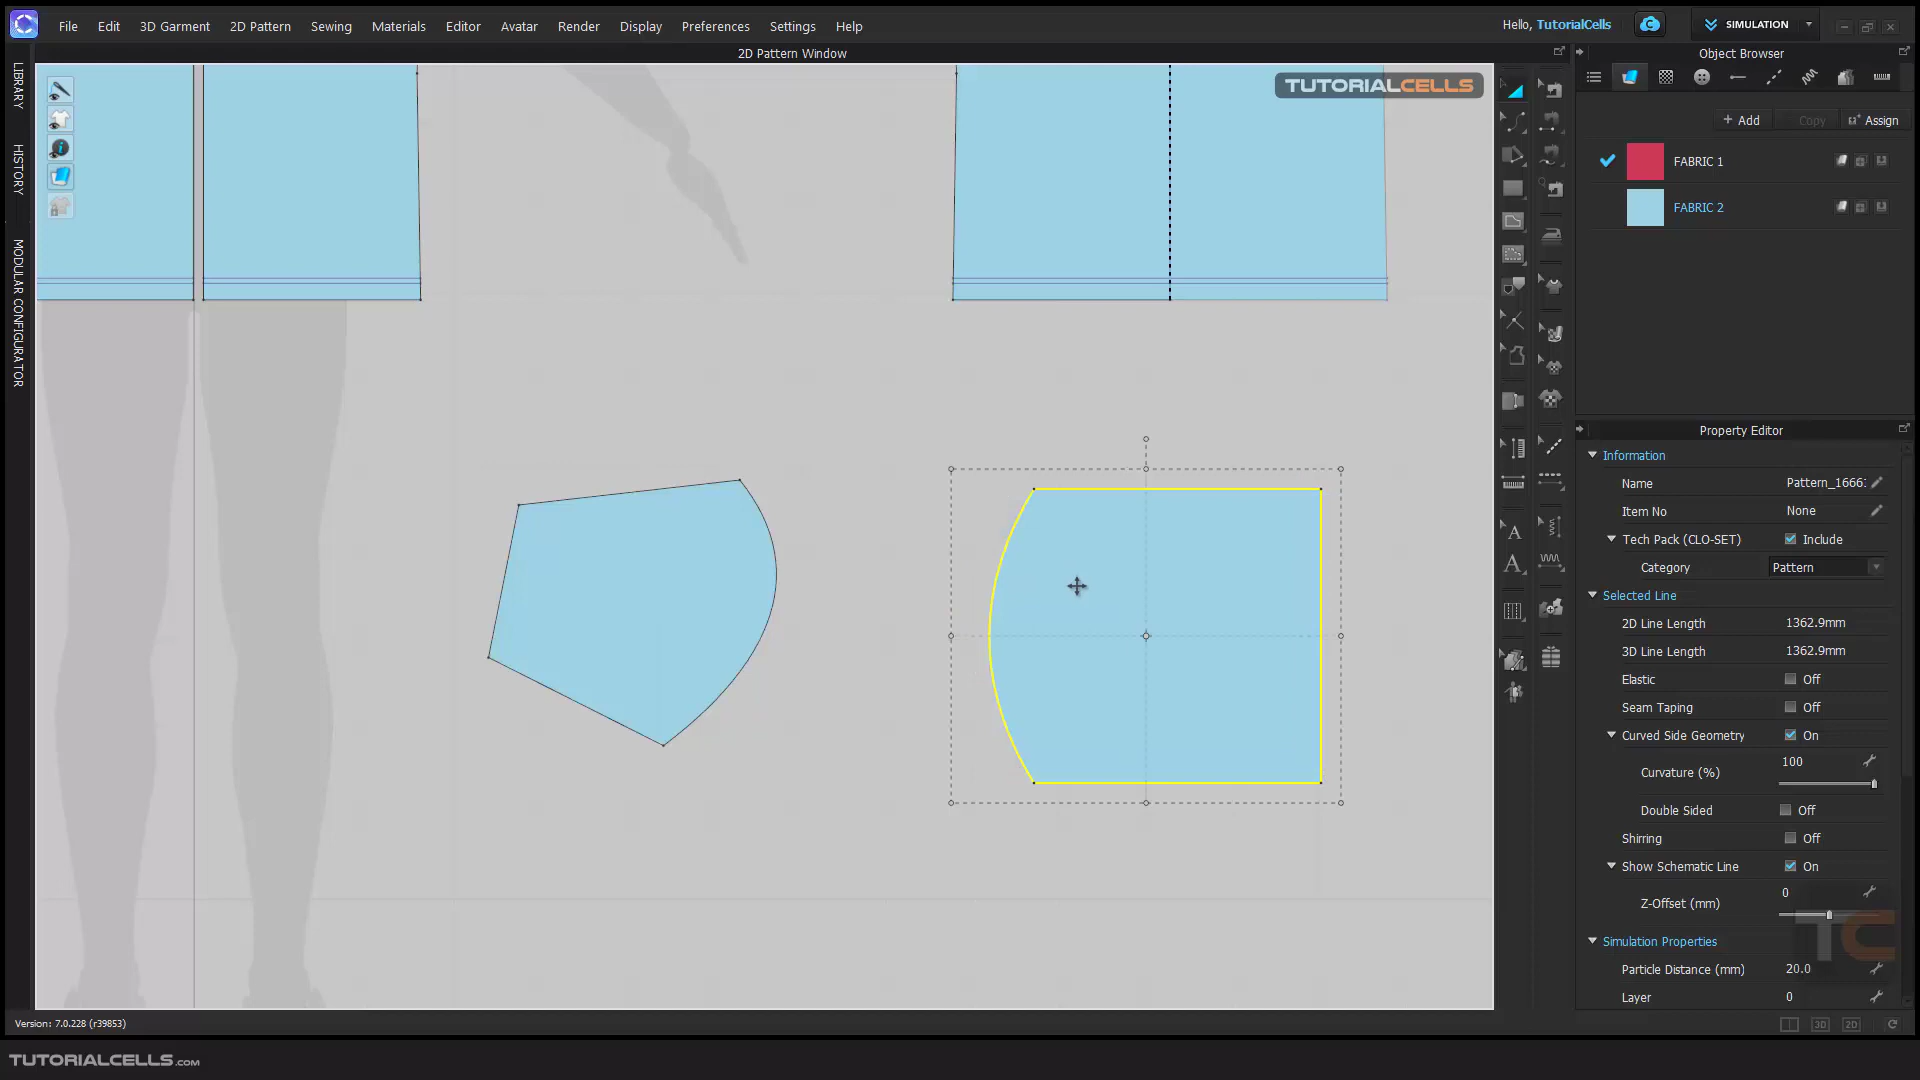 File Edit 3D Garment 2D Pattern Sewing Materials Editor Avatar Render Display Preferences Settings Help
Hello, TutorialCells
SIMULATION
2D Pattern Window
Object Browser
LIBRARY
HISTORY
MODULAR CONFIGURATOR
TUTORIALCELLS
+ Add
Copy
Assign
FABRIC 1
FABRIC 2
Property Editor
Information
Name Pattern_1666
Item No None
Tech Pack (CLO-SET) Include
Category Pattern
Selected Line
2D Line Length 1362.9mm
3D Line Length 1362.9mm
Elastic Off
Seam Taping Off
Curved Side Geometry On
Curvature (%) 100
Double Sided Off
Shirring Off
Show Schematic Line On
Z-Offset (mm) 0
Simulation Properties
Particle Distance (mm) 20.0
Layer 0
TC
Version: 7.0.228 (r39853)
3D 2D
TUTORIALCELLS.com